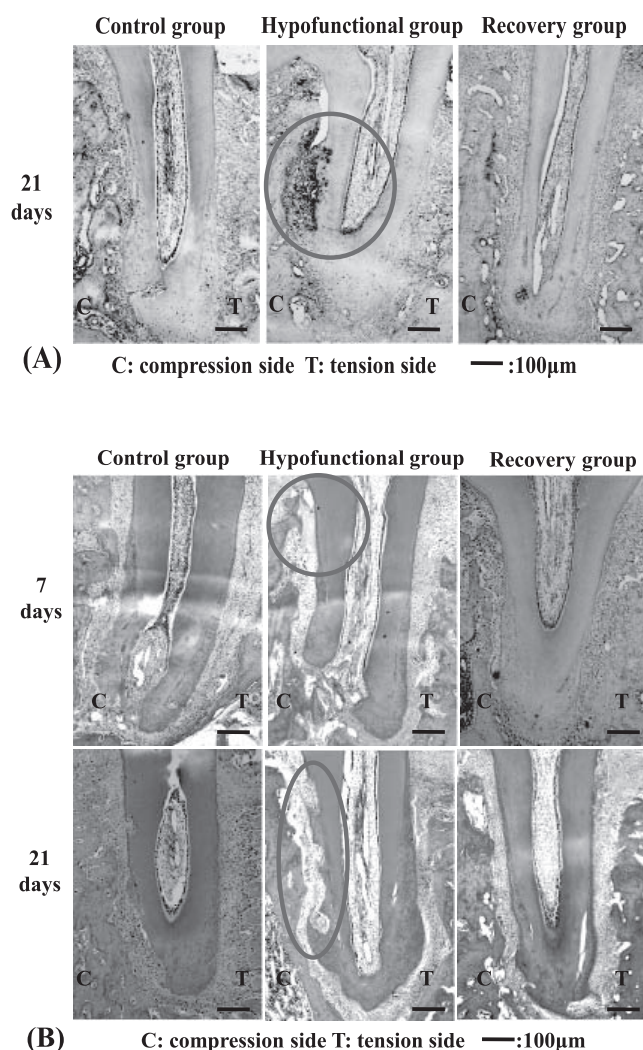 Control group Hypofunctional group Recovery group
21
days
C T C T C
(A) C: compression side T: tension side :100μm
Control group Hypofunctional group Recovery group
7
days
C T C T C T
21
days
C T C T C T
(B) C: compression side T: tension side :100μm